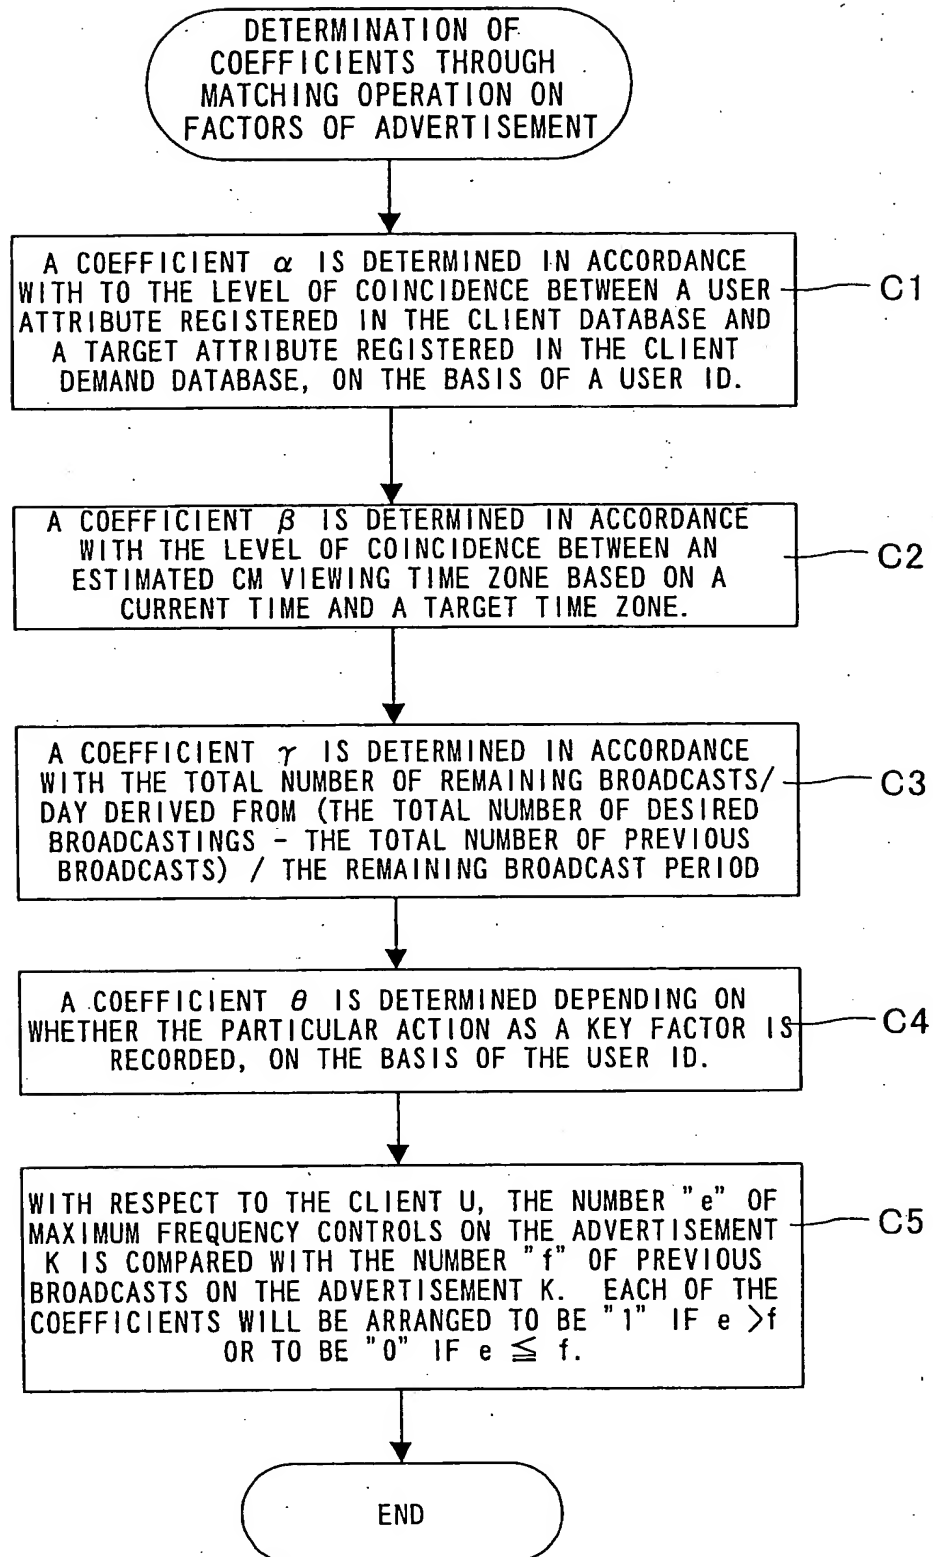 DETERMINATION OF
COEFFICIENTS THROUGH
MATCHING OPERATION ON
FACTORS OF ADVERTISEMENT
A COEFFICIENT α IS DETERMINED IN ACCORDANCE
WITH TO THE LEVEL OF COINCIDENCE BETWEEN A USER
ATTRIBUTE REGISTERED IN THE CLIENT DATABASE AND
A TARGET ATTRIBUTE REGISTERED IN THE CLIENT
DEMAND DATABASE, ON THE BASIS OF A USER ID.
C1
A COEFFICIENT β IS DETERMINED IN ACCORDANCE
WITH THE LEVEL OF COINCIDENCE BETWEEN AN
ESTIMATED CM VIEWING TIME ZONE BASED ON A
CURRENT TIME AND A TARGET TIME ZONE.
C2
A COEFFICIENT γ IS DETERMINED IN ACCORDANCE
WITH THE TOTAL NUMBER OF REMAINING BROADCASTS/
DAY DERIVED FROM (THE TOTAL NUMBER OF DESIRED
BROADCASTINGS - THE TOTAL NUMBER OF PREVIOUS
BROADCASTS) / THE REMAINING BROADCAST PERIOD
C3
A COEFFICIENT θ IS DETERMINED DEPENDING ON
WHETHER THE PARTICULAR ACTION AS A KEY FACTOR IS
RECORDED, ON THE BASIS OF THE USER ID.
C4
WITH RESPECT TO THE CLIENT U, THE NUMBER "e" OF
MAXIMUM FREQUENCY CONTROLS ON THE ADVERTISEMENT
K IS COMPARED WITH THE NUMBER "f" OF PREVIOUS
BROADCASTS ON THE ADVERTISEMENT K. EACH OF THE
COEFFICIENTS WILL BE ARRANGED TO BE "1" IF e >f
OR TO BE "0" IF e ≦ f.
C5
END